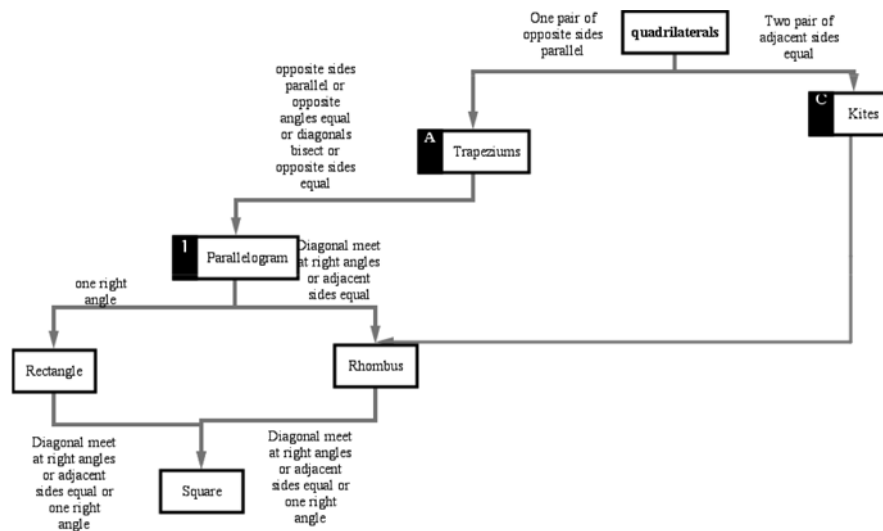 One pair of
opposite sides
parallel
quadrilaterals
Two pair of
adjacent sides
equal
opposite sides
parallel or
opposite
angles equal
or diagonals
bisect or
opposite sides
equal
C
Kites
A
Trapeziums
1
Parallelogram
Diagonal meet
at right angles
or adjacent
sides equal
one right
angle
Rectangle
Rhombus
Diagonal meet
at right angles
or adjacent
sides equal or
one right
angle
Square
Diagonal meet
at right angles
or adjacent
sides equal or
one right
angle